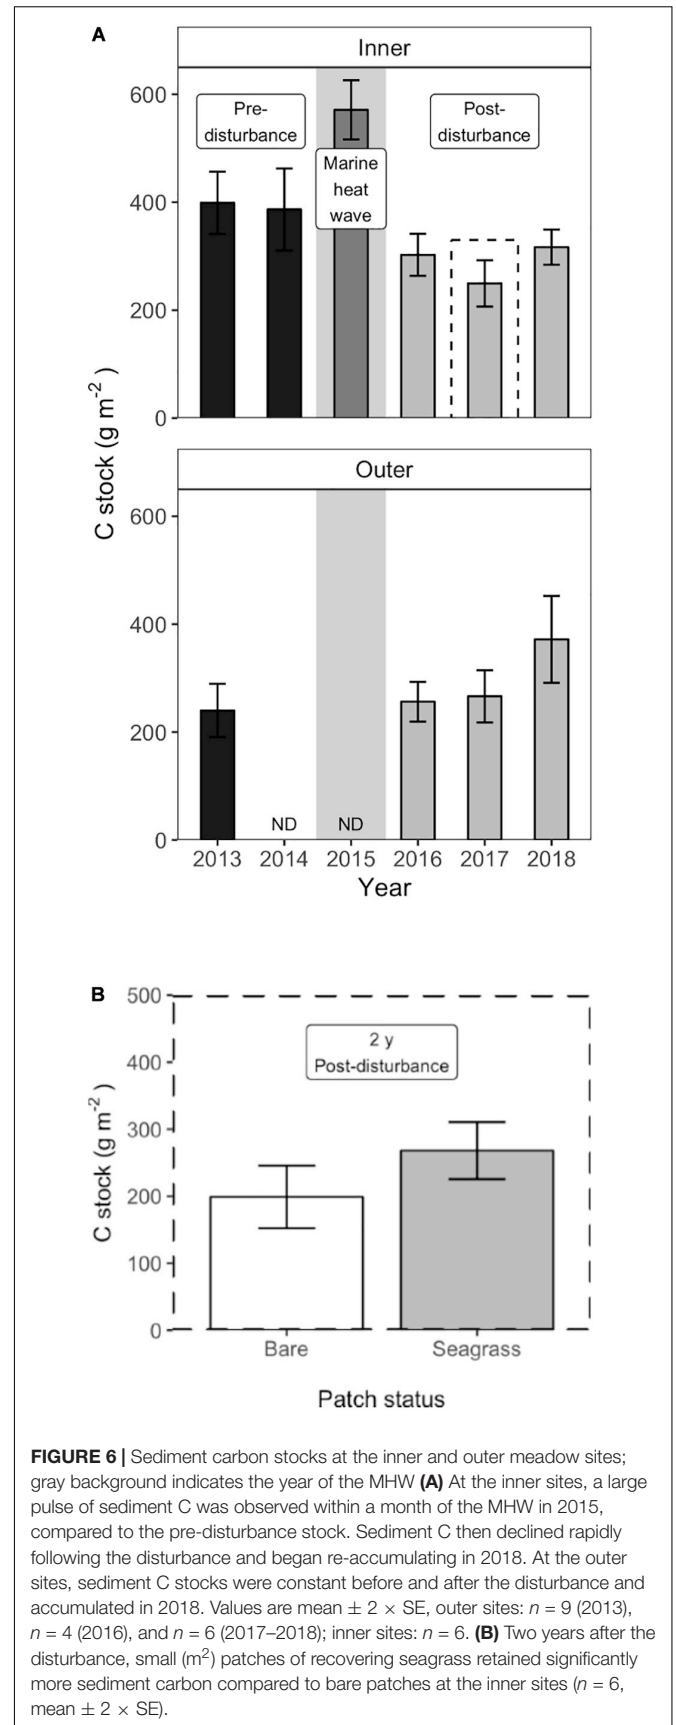 A
Inner
Pre-
disturbance
Post-
disturbance
Marine
heat
wave
600
400
200
0
C stock (g m⁻² )
Outer
600
400
200
0
ND
ND
2013 2014 2015 2016 2017 2018
Year
B
500
400
300
200
100
0
2 y
Post-disturbance
C stock (g m⁻² )
Bare Seagrass
Patch status
FIGURE 6 | Sediment carbon stocks at the inner and outer meadow sites;
gray background indicates the year of the MHW (A) At the inner sites, a large
pulse of sediment C was observed within a month of the MHW in 2015,
compared to the pre-disturbance stock. Sediment C then declined rapidly
following the disturbance and began re-accumulating in 2018. At the outer
sites, sediment C stocks were constant before and after the disturbance and
accumulated in 2018. Values are mean ± 2 × SE, outer sites: n = 9 (2013),
n = 4 (2016), and n = 6 (2017–2018); inner sites: n = 6. (B) Two years after the
disturbance, small (m²) patches of recovering seagrass retained significantly
more sediment carbon compared to bare patches at the inner sites (n = 6,
mean ± 2 × SE).